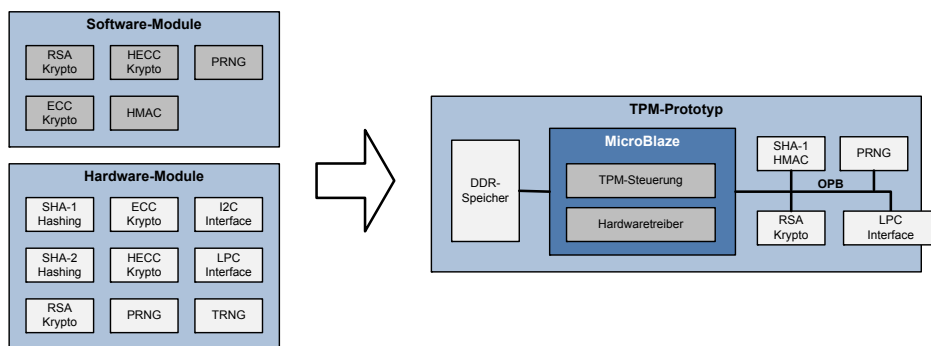 Software-Module
RSA
Krypto
HECC
Krypto
PRNG
ECC
Krypto
HMAC
Hardware-Module
SHA-1
Hashing
ECC
Krypto
I2C
Interface
SHA-2
Hashing
HECC
Krypto
LPC
Interface
RSA
Krypto
PRNG
TRNG
TPM-Prototyp
DDR-
Speicher
MicroBlaze
TPM-Steuerung
Hardwaretreiber
SHA-1
HMAC
PRNG
OPB
RSA
Krypto
LPC
Interface